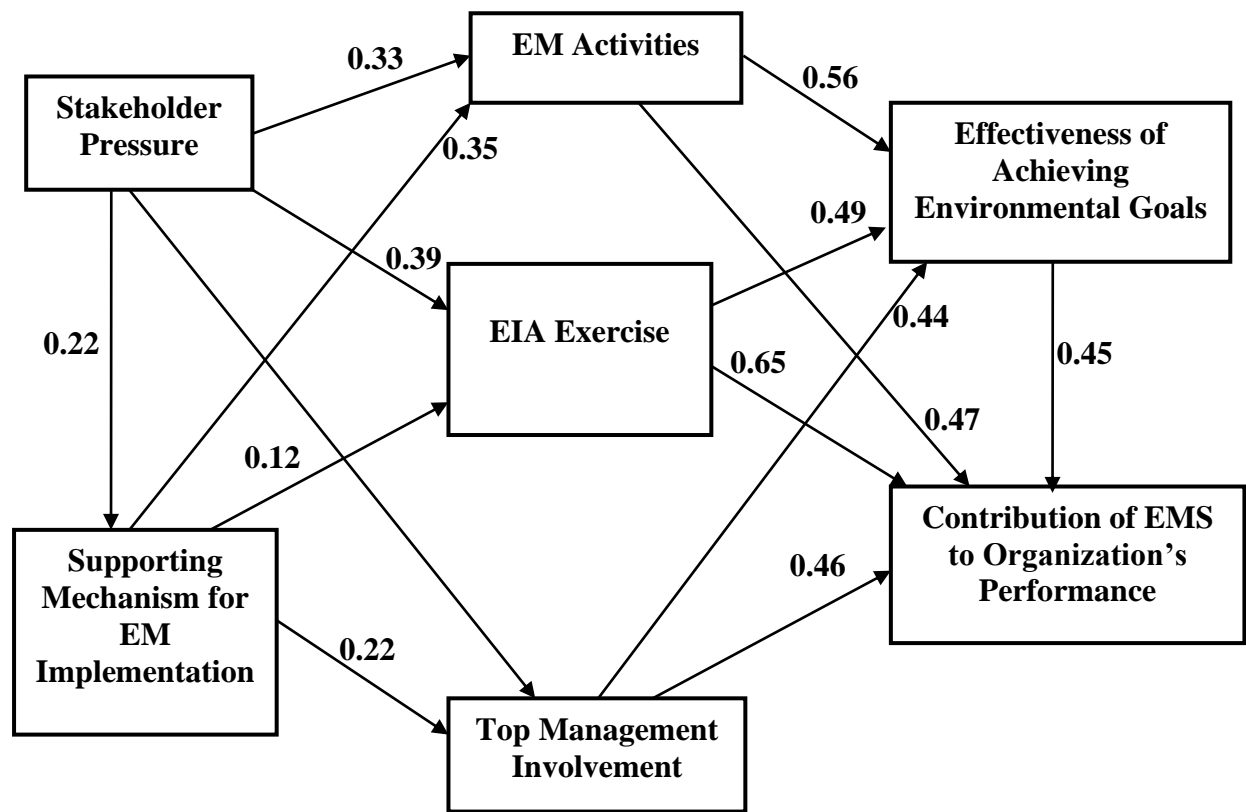 EM Activities
0.33
0.56
Stakeholder
Pressure
0.35
Effectiveness of
Achieving
Environmental Goals
0.49
0.39
EIA Exercise
0.44
0.22
0.65
0.45
0.47
0.12
Supporting
Mechanism for
EM
Implementation
Contribution of EMS
to Organization’s
Performance
0.46
0.22
Top Management
Involvement